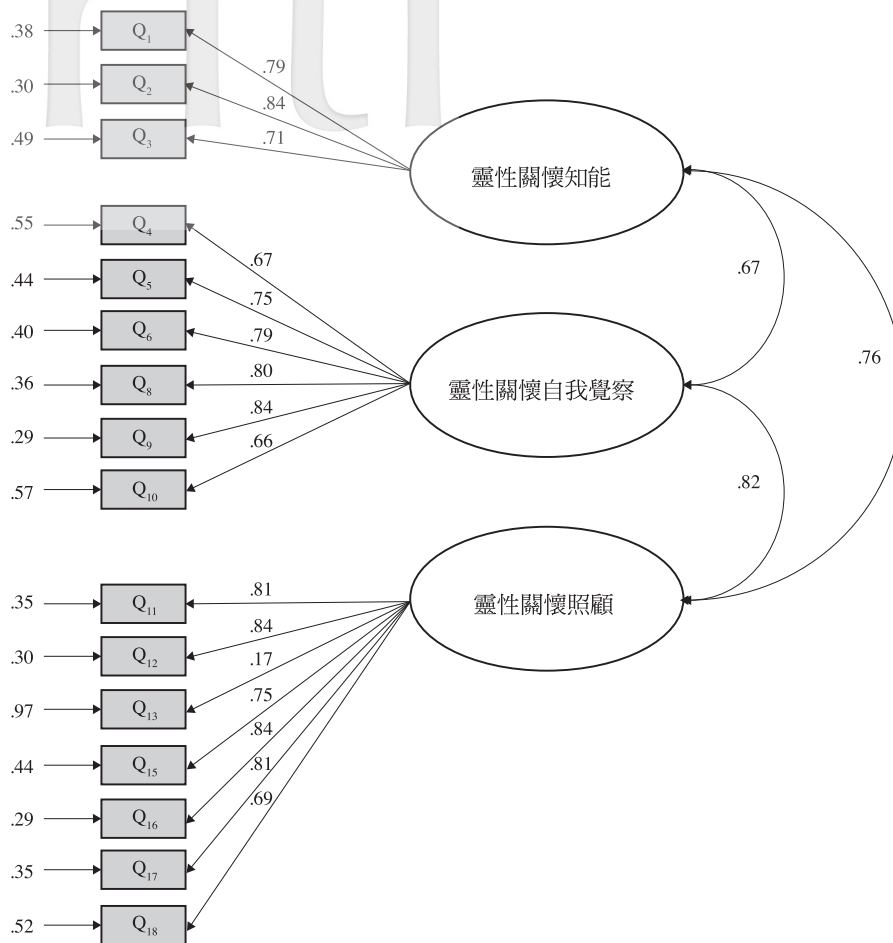 .38 Q1 .79
.30 Q2 .84
.49 Q3 .71
靈性關懷知能
.55 Q4 .67
.44 Q5 .75
.40 Q6 .79
.36 Q8 .80
.29 Q9 .84
.57 Q10 .66
靈性關懷自我覺察
.67
.76
.82
.35 Q11 .81
.30 Q12 .84
.97 Q13 .17
.44 Q15 .75
.29 Q16 .84
.35 Q17 .81
.52 Q18 .69
靈性關懷照顧